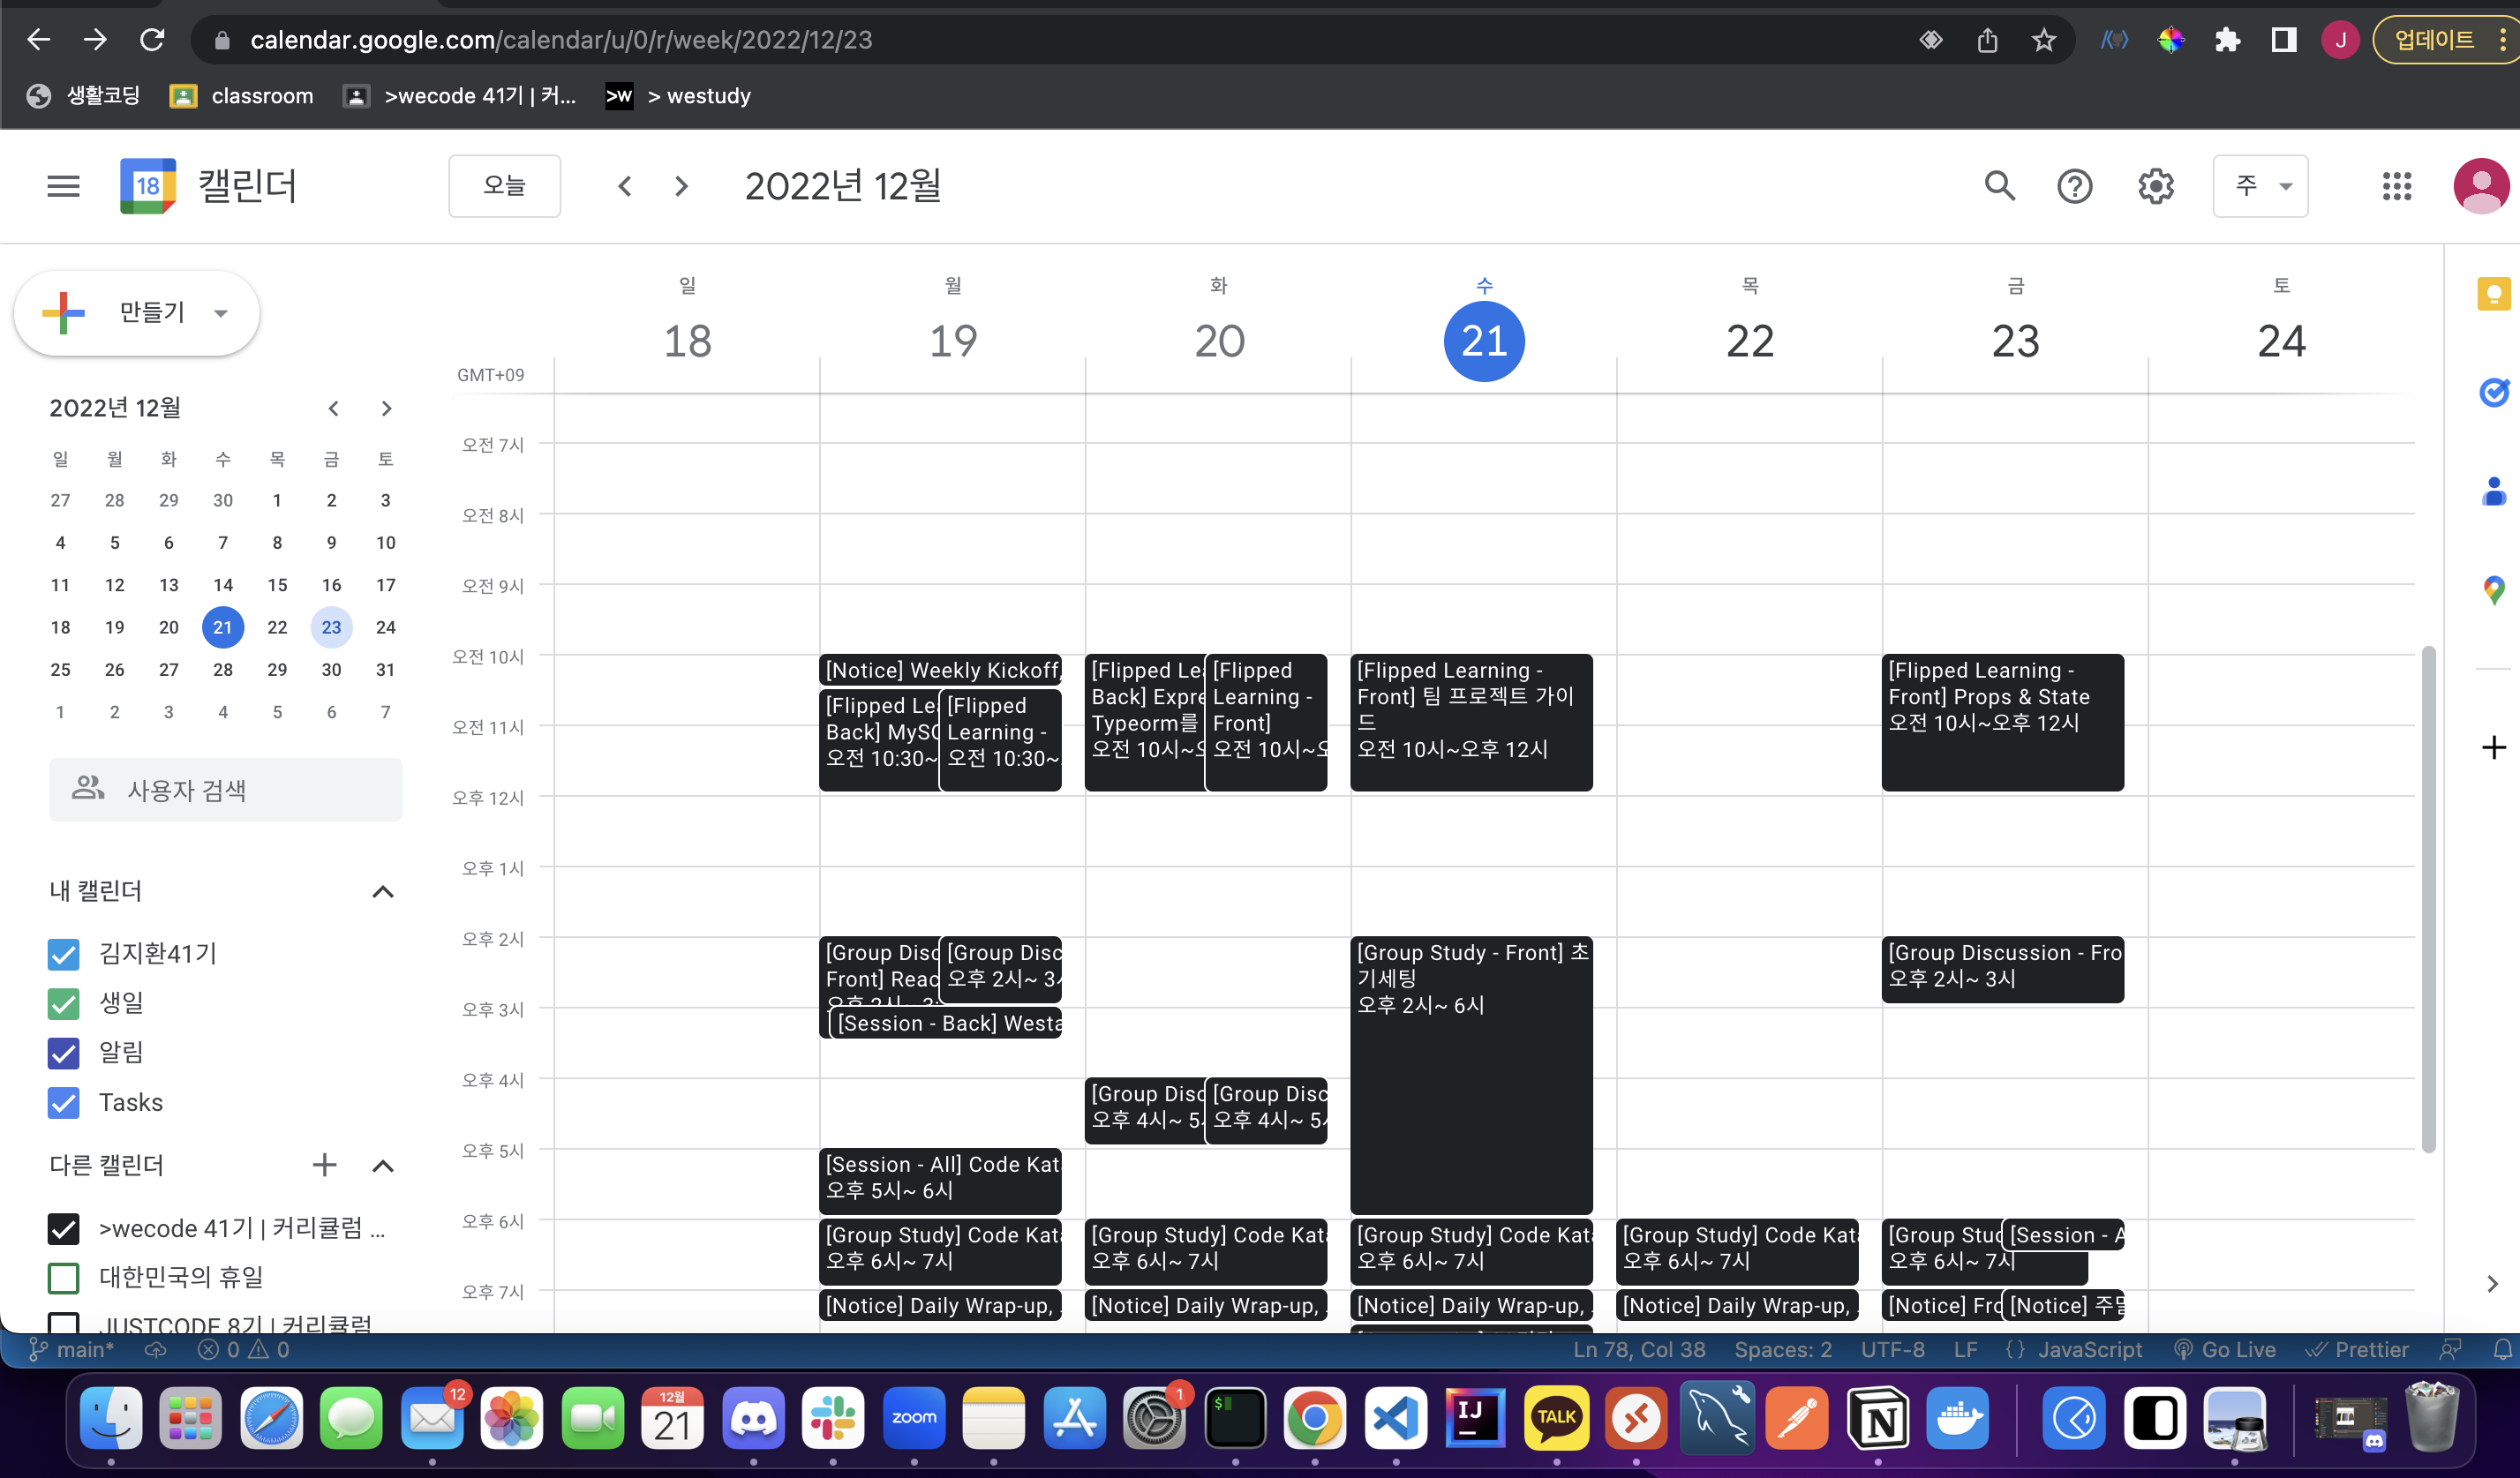 calendar.google.com/calendar/u/0/r/week/2022/12/23
J
업데이트
생활코딩
classroom
>wecode 41기 | 커...
>W
> westudy
18
캘린더
오늘
2022년 12월
주
만들기
일 월 화 수 목 금 토
18 19 20 21 22 23 24
GMT+09
2022년 12월
일 월 화 수 목 금 토
27 28 29 30 1 2 3
4 5 6 7 8 9 10
11 12 13 14 15 16 17
18 19 20 21 22 23 24
25 26 27 28 29 30 31
1 2 3 4 5 6 7
사용자 검색
내 캘린더
김지환41기
생일
알림
Tasks
다른 캘린더
>wecode 41기 | 커리큘럼 ...
대한민국의 휴일
JUSTCODE 8기 | 커리큘럼
오전 7시
오전 8시
오전 9시
오전 10시
오전 11시
오후 12시
오후 1시
오후 2시
오후 3시
오후 4시
오후 5시
오후 6시
오후 7시
[Notice] Weekly Kickoff,
[Flipped Le
Back] MySQ
오전 10:30~
[Flipped
Learning -
오전 10:30~
[Group Disc
Front] Reac
[Group Disc
오후 2시~ 3
[Session - Back] Westa
[Session - All] Code Kat
오후 5시~ 6시
[Group Study] Code Kat
오후 6시~ 7시
[Notice] Daily Wrap-up,
[Flipped Le
Back] Expre
Typeorm를
오전 10시~
[Flipped
Learning -
Front]
오전 10시~
[Group Disc
오후 4시~ 5
[Group Disc
오후 4시~ 5
[Group Study] Code Kat
오후 6시~ 7시
[Notice] Daily Wrap-up,
[Flipped Learning -
Front] 팀 프로젝트 가이
드
오전 10시~오후 12시
[Group Study - Front] 초
기세팅
오후 2시~ 6시
[Group Study] Code Kat
오후 6시~ 7시
[Notice] Daily Wrap-up,
[Group Study] Code Kat
오후 6시~ 7시
[Notice] Daily Wrap-up,
[Flipped Learning -
Front] Props & State
오전 10시~오후 12시
[Group Discussion - Fro
오후 2시~ 3시
[Group Stud
오후 6시~ 7시
[Session - A
[Notice] Fro
[Notice] 주말
main* 0 0
Ln 78, Col 38 Spaces: 2 UTF-8 LF {} JavaScript Go Live Prettier
12
12월
21
zoom
1
$
IJ
TALK
N